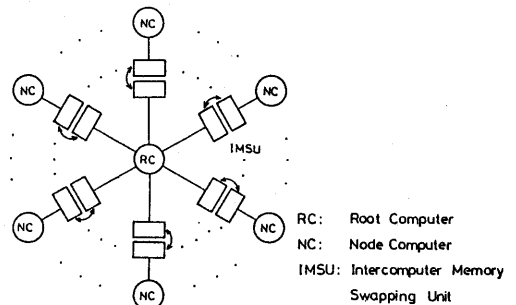 NC
NC
NC
IMSU
RC
NC
NC
NC
RC: Root Computer
NC: Node Computer
IMSU: Intercomputer Memory
Swapping Unit